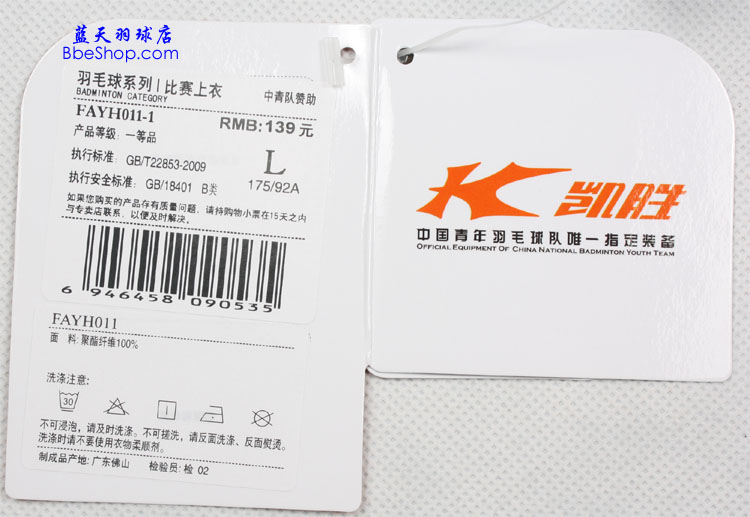 蓝天羽球店
BbeShop.com
羽毛球系列 | 比赛上衣
BADMINTON CATEGORY
中青队赞助
FAYH011-1
RMB: 139 元
产品等级: 一等品
L
执行标准: GB/T22853-2009
175/92A
执行安全标准: GB/18401 B类
如果您购买的产品存有质量问题，请持购物小票在15天之内
与专卖店联系，以便及时解决。
6 946458 090535
FAYH011
面 料: 聚酯纤维100%
洗涤注意:
30
不可浸泡，请及时洗涤。不可搓洗，请反面洗涤、反面熨烫。
洗涤时请不要使用衣物柔顺剂。
制成品产地: 广东佛山 检验员: 检 02
凯胜
中国青年羽毛球队唯一指定装备
OFFICIAL EQUIPMENT OF CHINA NATIONAL BADMINTON YOUTH TEAM